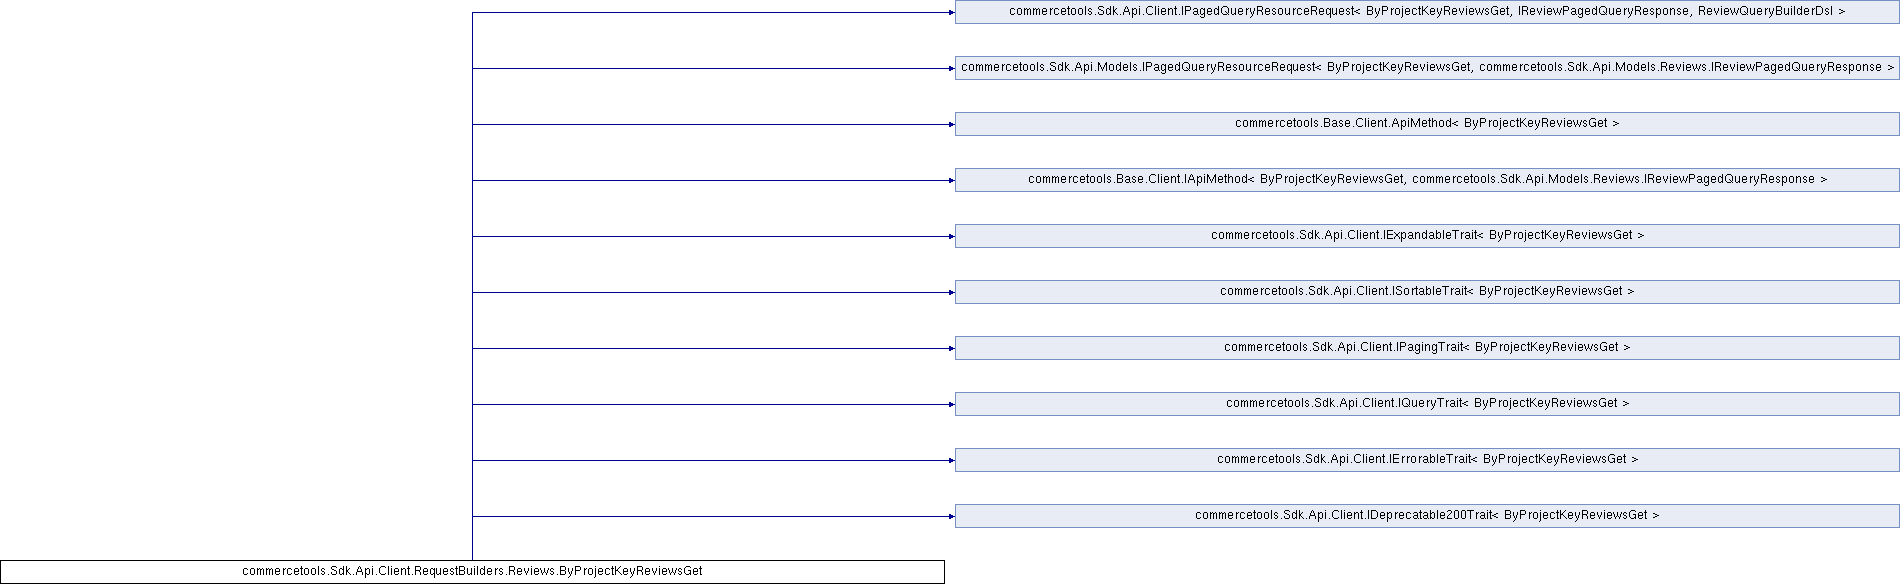 commercetools.Sdk.Api.Client.IPagedQueryResourceRequest< ByProjectKeyReviewsGet, IReviewPagedQueryResponse, ReviewQueryBuilderDsl >
commercetools.Sdk.Api.Models.IPagedQueryResourceRequest< ByProjectKeyReviewsGet, commercetools.Sdk.Api.Models.Reviews.IReviewPagedQueryResponse >
commercetools.Base.Client.ApiMethod< ByProjectKeyReviewsGet >
commercetools.Base.Client.IApiMethod< ByProjectKeyReviewsGet, commercetools.Sdk.Api.Models.Reviews.IReviewPagedQueryResponse >
commercetools.Sdk.Api.Client.IExpandableTrait< ByProjectKeyReviewsGet >
commercetools.Sdk.Api.Client.ISortableTrait< ByProjectKeyReviewsGet >
commercetools.Sdk.Api.Client.IPagingTrait< ByProjectKeyReviewsGet >
commercetools.Sdk.Api.Client.IQueryTrait< ByProjectKeyReviewsGet >
commercetools.Sdk.Api.Client.IErrorableTrait< ByProjectKeyReviewsGet >
commercetools.Sdk.Api.Client.IDeprecatable200Trait< ByProjectKeyReviewsGet >
commercetools.Sdk.Api.Client.RequestBuilders.Reviews.ByProjectKeyReviewsGet